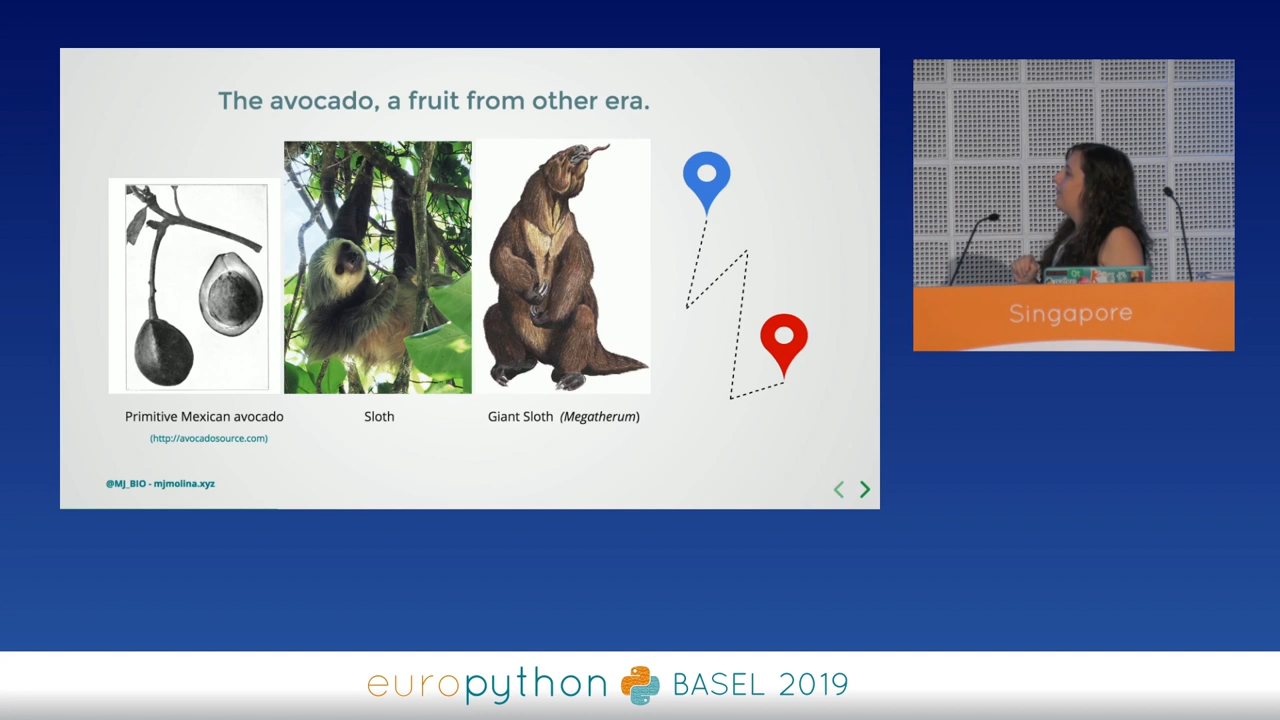 The avocado, a fruit from other era.
Primitive Mexican avocado
(http://avocadosource.com)
Sloth
Giant Sloth (Megatherum)
@MJ_BIO - mjmolina.xyz
Singapore
europython BASEL 2019